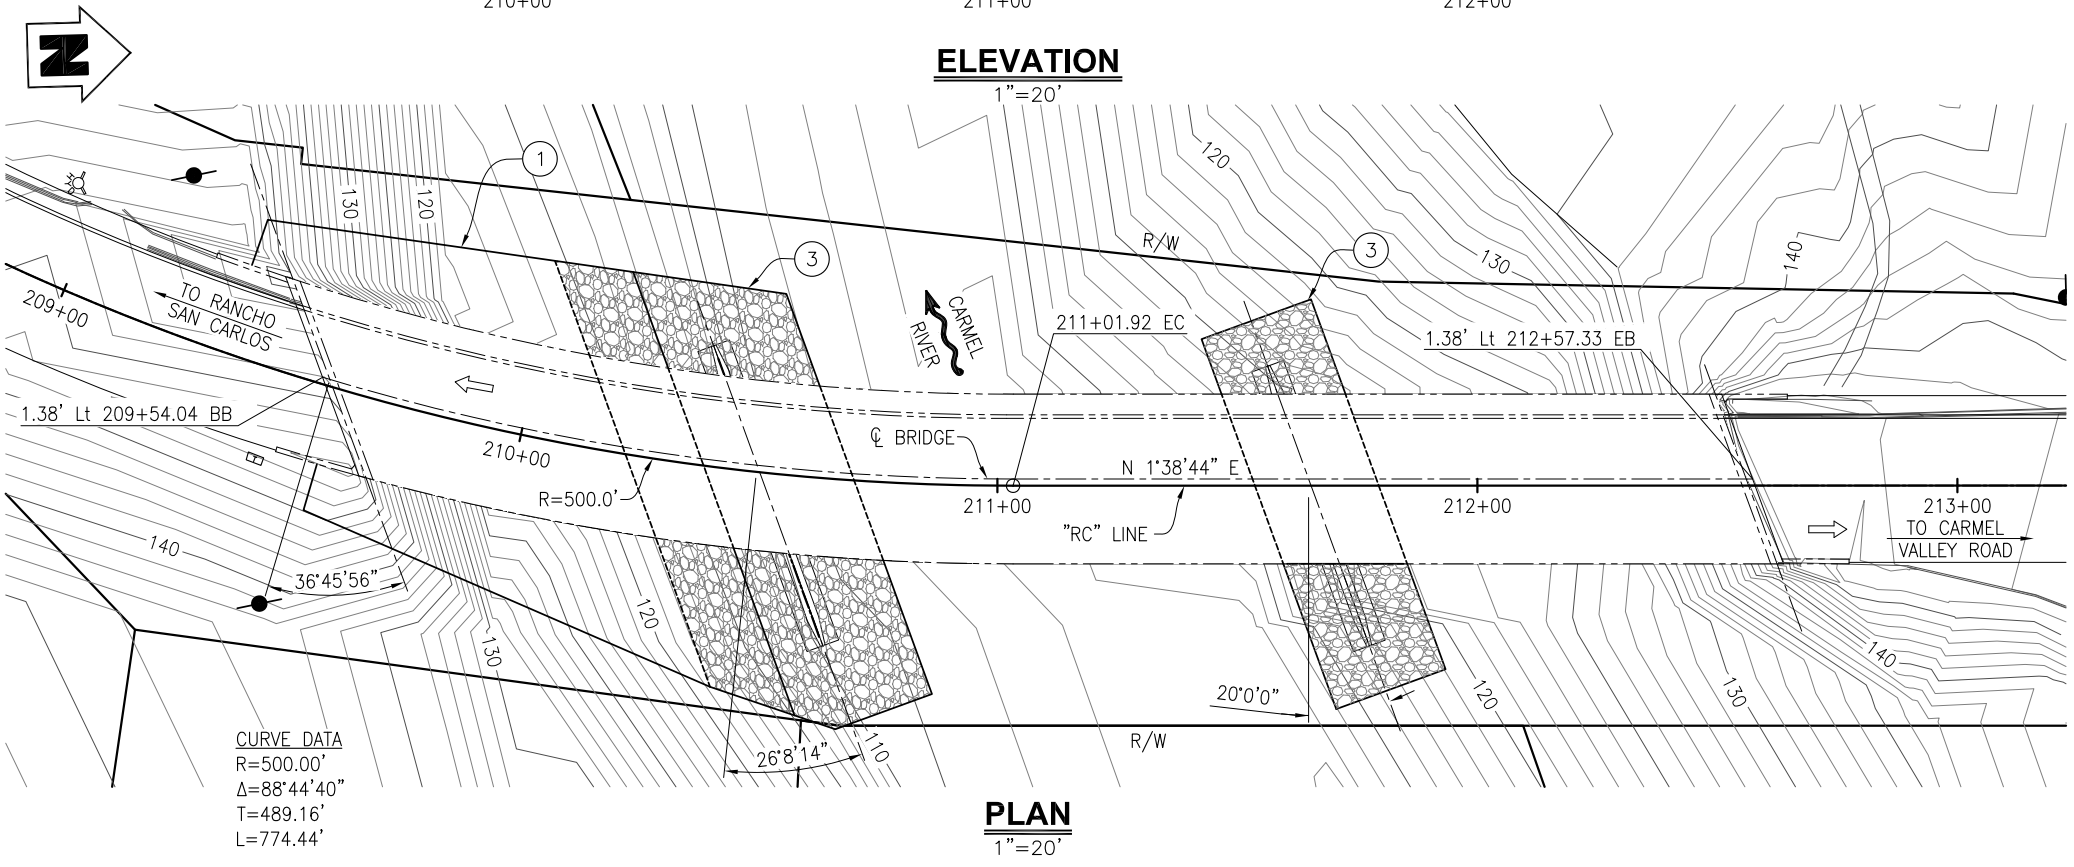 210+00
211+00
212+00
N
ELEVATION
1"=20'
1
120
130
120
R/W
3
3
130
140
209+00
TO RANCHO
SAN CARLOS
CARMEL
RIVER
211+01.92 EC
1.38' Lt 212+57.33 EB
1.38' Lt 209+54.04 BB
210+00
℄ BRIDGE
N 1°38'44" E
R=500.0'
211+00
212+00
213+00
"RC" LINE
TO CARMEL
VALLEY ROAD
140
36°45'56"
120
130
140
20°0'0"
120
130
R/W
26°8'14"
110
CURVE DATA
R=500.00'
Δ=88°44'40"
T=489.16'
L=774.44'
PLAN
1"=20'